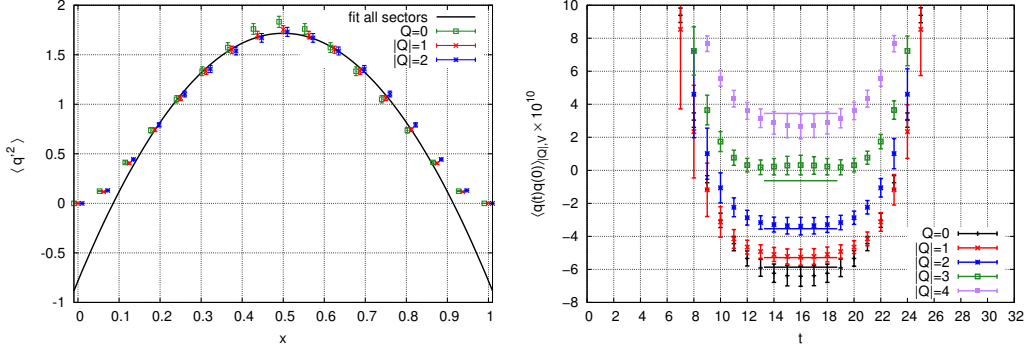 2
1.5
1
0.5
0
-0.5
-1
⟨ q'² ⟩
0 0.1 0.2 0.3 0.4 0.5 0.6 0.7 0.8 0.9 1
x
fit all sectors
Q=0
|Q|=1
|Q|=2
10
8
6
4
2
0
−2
−4
−6
−8
⟨q(t)q(0)⟩|Q|,V × 10¹⁰
0 2 4 6 8 10 12 14 16 18 20 22 24 26 28 30 32
t
Q=0
|Q|=1
|Q|=2
Q=3
|Q|=4